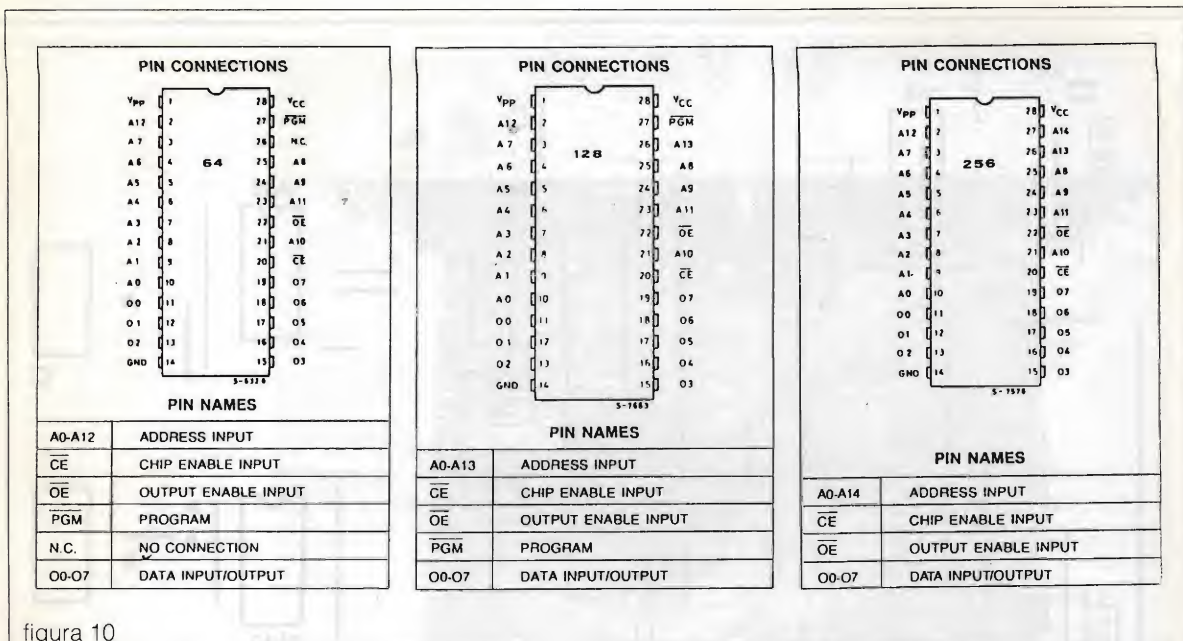 PIN CONNECTIONS
VPP 1 28 VCC
A12 2 27 PGM
A7 3 26 N.C.
A6 4 64 25 A8
A5 5 24 A9
A4 6 23 A11
A3 7 22 OE
A2 8 21 A10
A1 9 20 CE
A0 10 19 O7
O0 11 18 O6
O1 12 17 O5
O2 13 16 O4
GND 14 15 O3
PIN NAMES
A0-A12 ADDRESS INPUT
CE CHIP ENABLE INPUT
OE OUTPUT ENABLE INPUT
PGM PROGRAM
N.C. NO CONNECTION
O0-O7 DATA INPUT/OUTPUT
PIN CONNECTIONS
VPP 1 28 VCC
A12 2 27 PGM
A7 3 128 26 A13
A6 4 25 A8
A5 5 24 A9
A4 6 23 A11
A3 7 22 OE
A2 8 21 A10
A1 9 20 CE
A0 10 19 O7
O0 11 18 O6
O1 12 17 O5
O2 13 16 O4
GND 14 15 O3
S-7663
PIN NAMES
A0-A13 ADDRESS INPUT
CE CHIP ENABLE INPUT
OE OUTPUT ENABLE INPUT
PGM PROGRAM
O0-O7 DATA INPUT/OUTPUT
PIN CONNECTIONS
VPP 1 28 VCC
A12 2 27 A14
A7 3 26 A13
A6 4 256 25 A8
A5 5 24 A9
A4 6 23 A11
A3 7 22 OE
A2 8 21 A10
A1 9 20 CE
A0 10 19 O7
O0 11 18 O6
O1 12 17 O5
O2 13 16 O4
GND 14 15 O3
PIN NAMES
A0-A14 ADDRESS INPUT
CE CHIP ENABLE INPUT
OE OUTPUT ENABLE INPUT
O0-O7 DATA INPUT/OUTPUT
figura 10